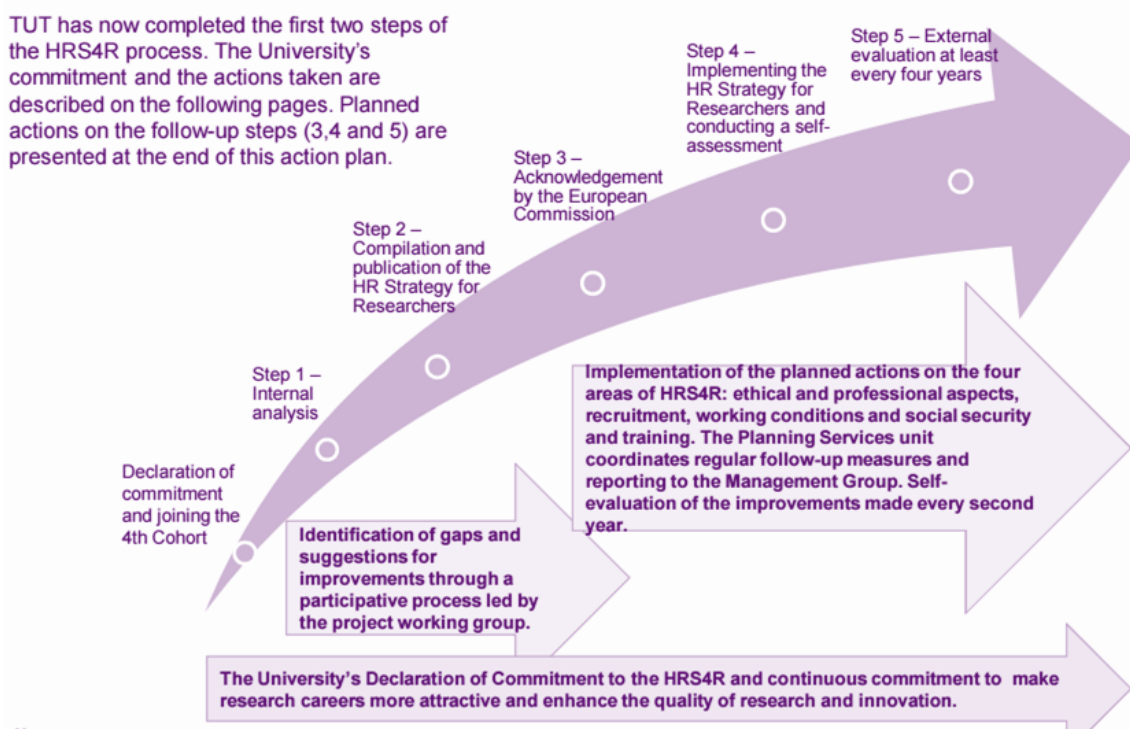 TUT has now completed the first two steps of
the HRS4R process. The University's
commitment and the actions taken are
described on the following pages. Planned
actions on the follow-up steps (3,4 and 5) are
presented at the end of this action plan.
Step 5 – External
evaluation at least
every four years
Step 4 –
Implementing the
HR Strategy for
Researchers and
conducting a self-
assessment
Step 3 –
Acknowledgement
by the European
Commission
Step 2 –
Compilation and
publication of the
HR Strategy for
Researchers
Step 1 –
Internal
analysis
Declaration of
commitment
and joining the
4th Cohort
Implementation of the planned actions on the four
areas of HRS4R: ethical and professional aspects,
recruitment, working conditions and social security
and training. The Planning Services unit
coordinates regular follow-up measures and
reporting to the Management Group. Self-
evaluation of the improvements made every second
year.
Identification of gaps and
suggestions for
improvements through a
participative process led by
the project working group.
The University's Declaration of Commitment to the HRS4R and continuous commitment to make
research careers more attractive and enhance the quality of research and innovation.